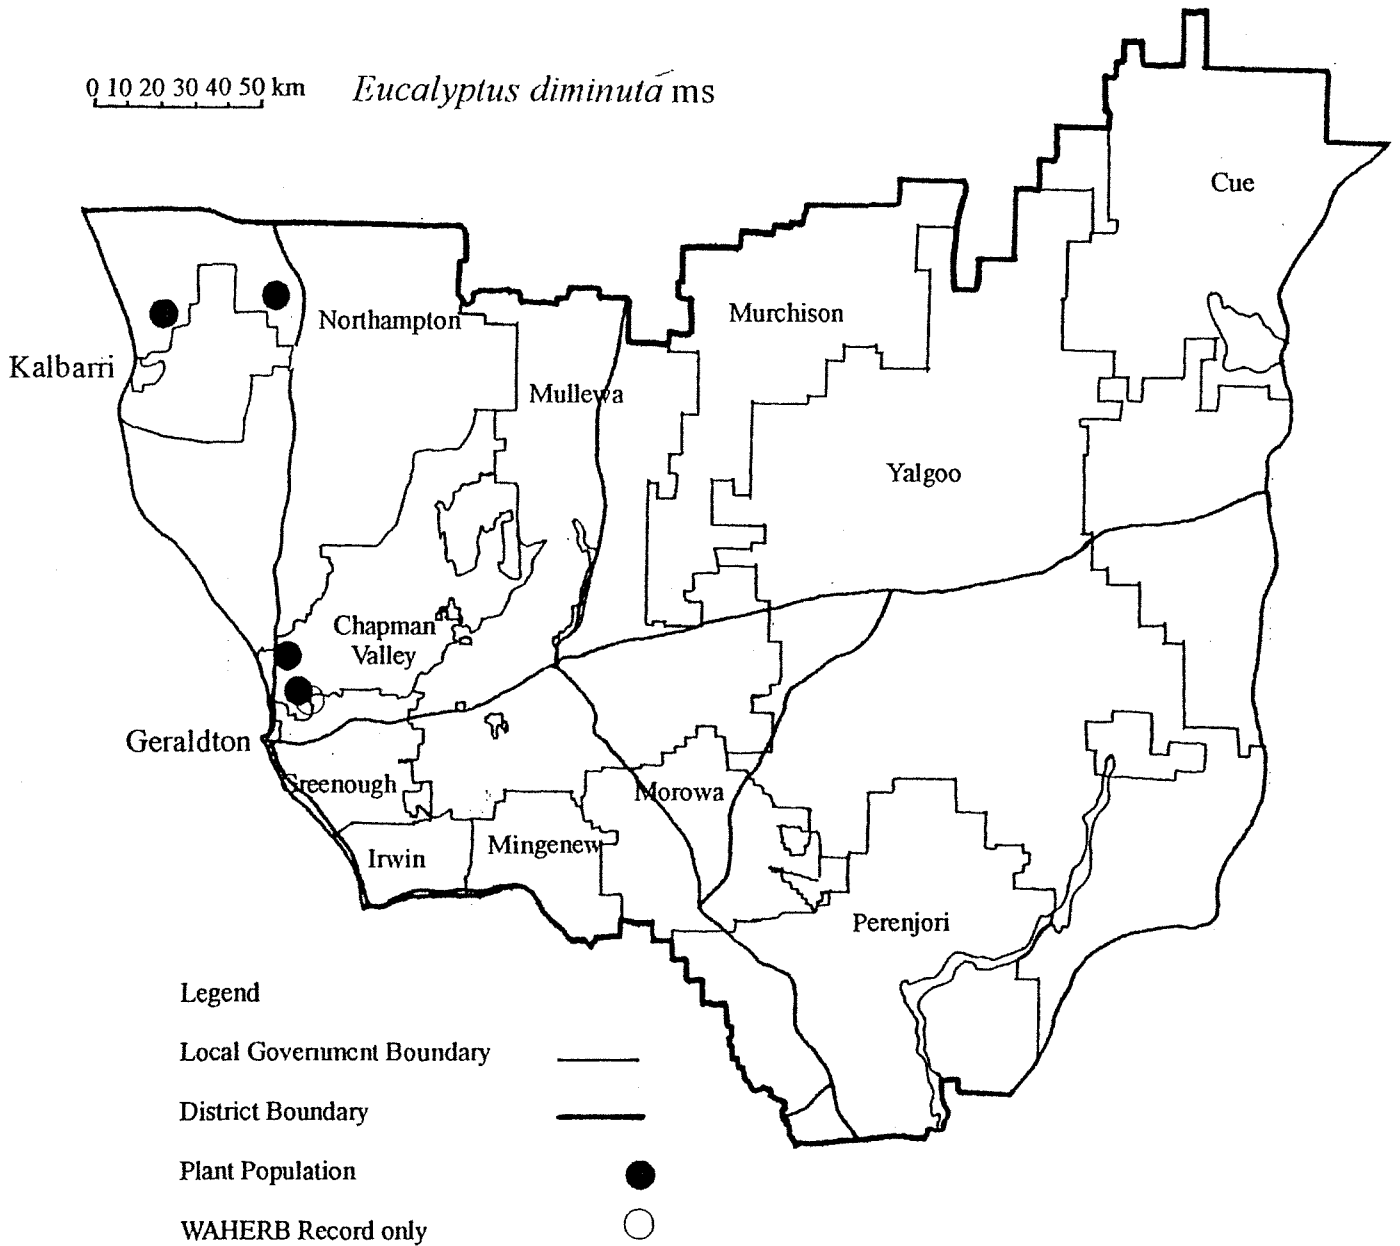 0 10 20 30 40 50 km
Eucalyptus diminuta ms
Cue
Northampton
Murchison
Kalbarri
Mullewa
Yalgoo
Chapman
Valley
Geraldton
Greenough
Morowa
Irwin
Mingenew
Perenjori
Legend
Local Government Boundary
District Boundary
Plant Population
WAHERB Record only